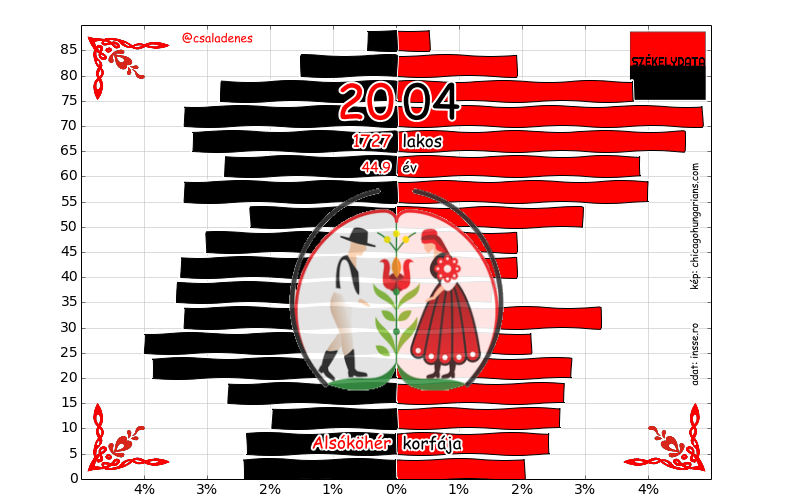 @csaladenes
SZÉKELYDATA
2004
1727 lakos
44.9 év
kép: chicagohungarians.com
adat: insse.ro
Alsóköhér korfája
85
80
75
70
65
60
55
50
45
40
35
30
25
20
15
10
5
0
4% 3% 2% 1% 0% 1% 2% 3% 4%